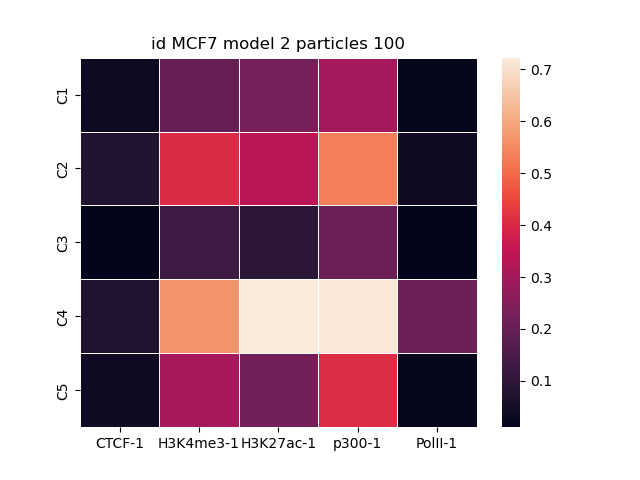 id MCF7 model 2 particles 100
C1
C2
C3
C4
C5
CTCF-1 H3K4me3-1 H3K27ac-1 p300-1 PolII-1
0.7
0.6
0.5
0.4
0.3
0.2
0.1